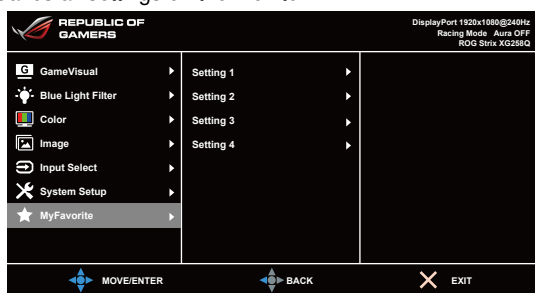 REPUBLIC OF
GAMERS
DisplayPort 1920x1080@240Hz
Racing Mode Aura OFF
ROG Strix XG258Q
G GameVisual
Blue Light Filter
Color
Image
Input Select
System Setup
MyFavorite
Setting 1
Setting 2
Setting 3
Setting 4
MOVE/ENTER
BACK
EXIT